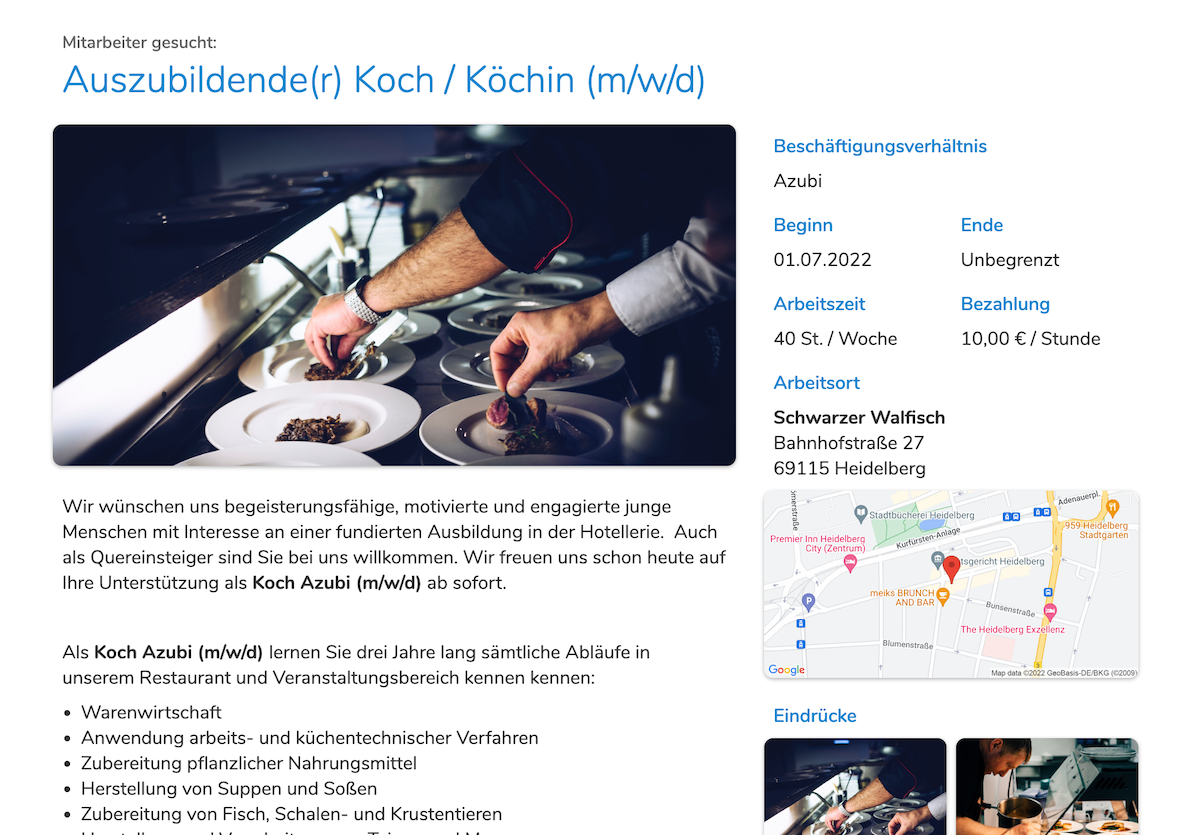 Mitarbeiter gesucht:
Auszubildende(r) Koch / Köchin (m/w/d)
Wir wünschen uns begeisterungsfähige, motivierte und engagierte junge
Menschen mit Interesse an einer fundierten Ausbildung in der Hotellerie.  Auch
als Quereinsteiger sind Sie bei uns willkommen. Wir freuen uns schon heute auf
Ihre Unterstützung als Koch Azubi (m/w/d) ab sofort.
Als Koch Azubi (m/w/d) lernen Sie drei Jahre lang sämtliche Abläufe in
unserem Restaurant und Veranstaltungsbereich kennen kennen:
• Warenwirtschaft
• Anwendung arbeits- und küchentechnischer Verfahren
• Zubereitung pflanzlicher Nahrungsmittel
• Herstellung von Suppen und Soßen
• Zubereitung von Fisch, Schalen- und Krustentieren
Beschäftigungsverhältnis
Azubi
Beginn
01.07.2022
Ende
Unbegrenzt
Arbeitszeit
40 St. / Woche
Bezahlung
10,00 € / Stunde
Arbeitsort
Schwarzer Walfisch
Bahnhofstraße 27
69115 Heidelberg
merstraße
Stadtbücherei Heidelberg
Adenauerpl.
959 Heidelberg
Stadtgarten
Premier Inn Heidelberg
City (Zentrum)
Kurfürsten-Anlage
tsgericht Heidelberg
P
meiks BRUNCH
AND BAR
Bunsenstraße
The Heidelberg Exzellenz
Blumenstraße
Google
Map data ©2022 GeoBasis-DE/BKG (©2009)
Eindrücke